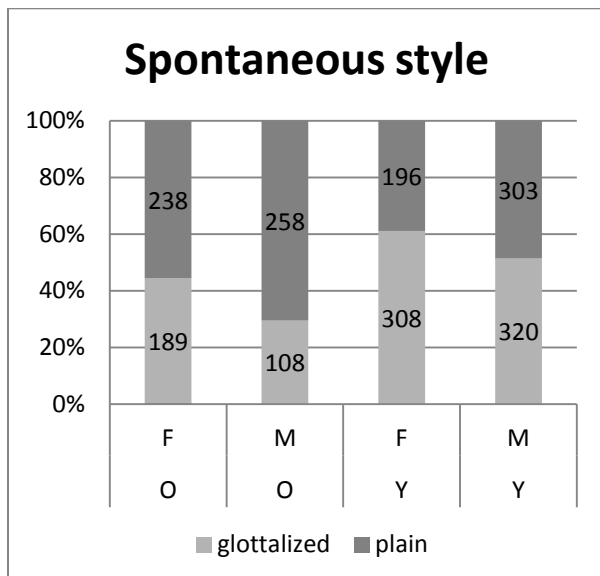 Spontaneous style
100%
80%
60%
40%
20%
0%
238 258 196 303
189 108 308 320
F M F M
O O Y Y
glottalized plain